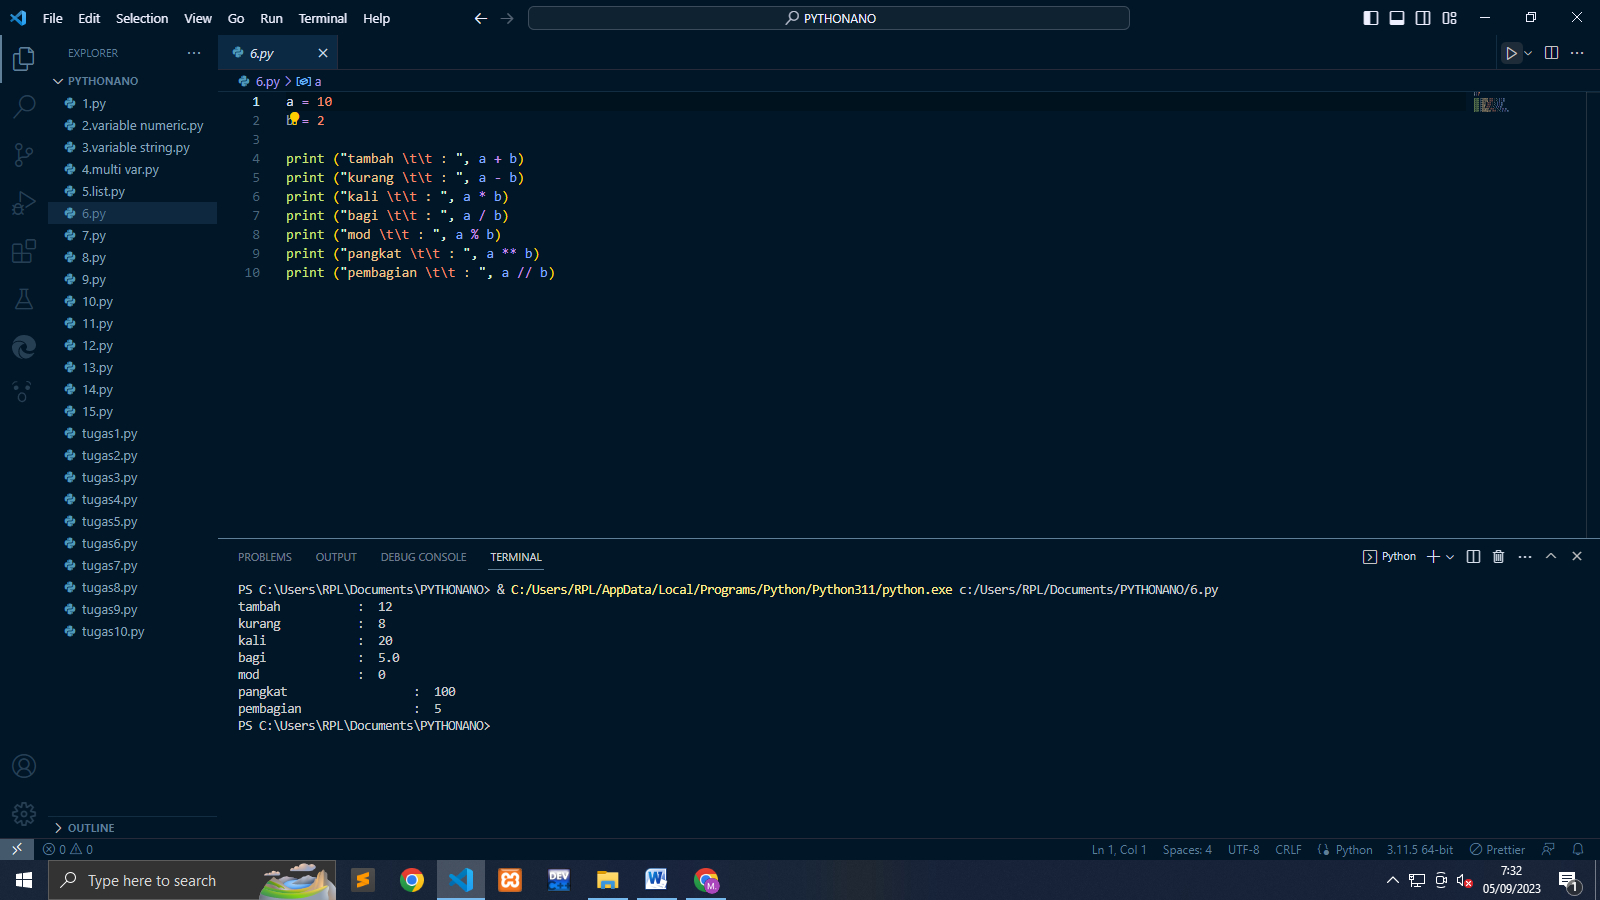 File Edit Selection View Go Run Terminal Help
PYTHONANO
EXPLORER
PYTHONANO
1.py
2.variable numeric.py
3.variable string.py
4.multi var.py
5.list.py
6.py
7.py
8.py
9.py
10.py
11.py
12.py
13.py
14.py
15.py
tugas1.py
tugas2.py
tugas3.py
tugas4.py
tugas5.py
tugas6.py
tugas7.py
tugas8.py
tugas9.py
tugas10.py
OUTLINE
6.py
6.py > a
1 a = 10
2 b = 2
3
4 print ("tambah \t\t : ", a + b)
5 print ("kurang \t\t : ", a - b)
6 print ("kali \t\t : ", a * b)
7 print ("bagi \t\t : ", a / b)
8 print ("mod \t\t : ", a % b)
9 print ("pangkat \t\t : ", a ** b)
10 print ("pembagian \t\t : ", a // b)
PROBLEMS OUTPUT DEBUG CONSOLE TERMINAL
Python
PS C:\Users\RPL\Documents\PYTHONANO> & C:/Users/RPL/AppData/Local/Programs/Python/Python311/python.exe c:/Users/RPL/Documents/PYTHONANO/6.py
tambah : 12
kurang : 8
kali : 20
bagi : 5.0
mod : 0
pangkat : 100
pembagian : 5
PS C:\Users\RPL\Documents\PYTHONANO>
0 0
Ln 1, Col 1 Spaces: 4 UTF-8 CRLF Python 3.11.5 64-bit Prettier
Type here to search
DEV
M.
7:32
05/09/2023
1